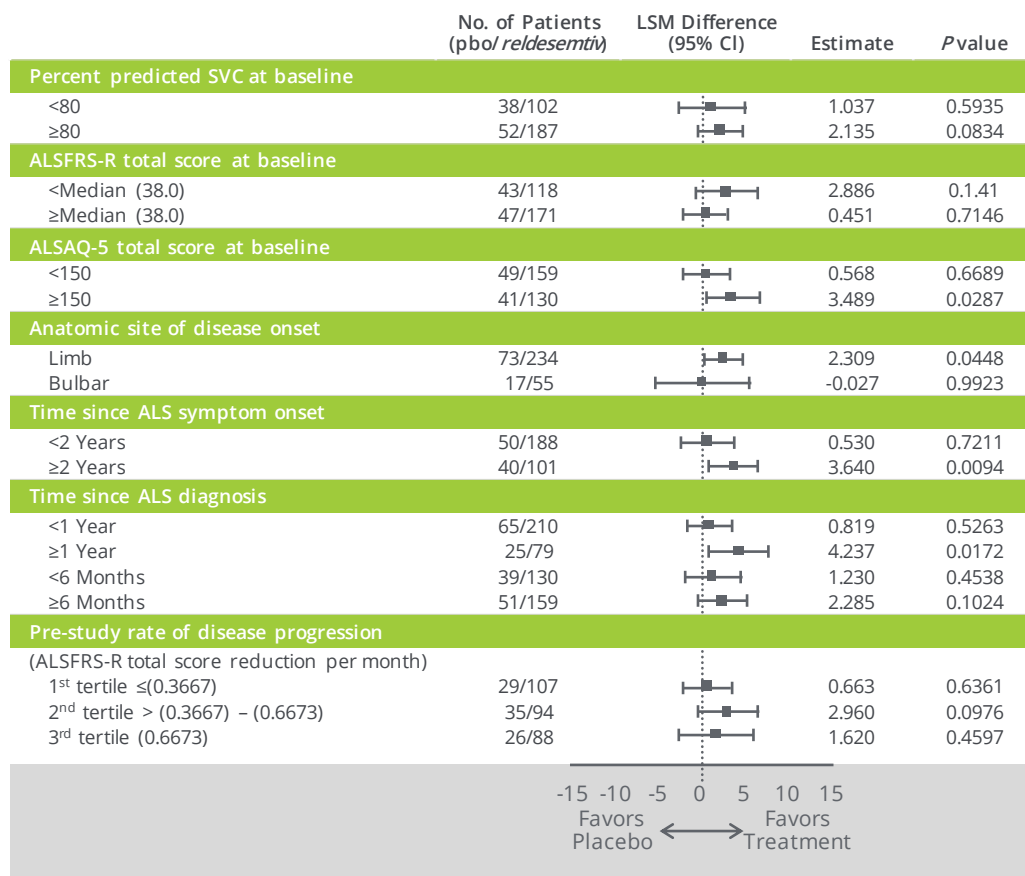 No. of Patients LSM Difference
(pbo/reldesemtiv) (95% CI) Estimate P value
Percent predicted SVC at baseline
<80 38/102 1.037 0.5935
≥80 52/187 2.135 0.0834
ALSFRS-R total score at baseline
<Median (38.0) 43/118 2.886 0.1.41
≥Median (38.0) 47/171 0.451 0.7146
ALSAQ-5 total score at baseline
<150 49/159 0.568 0.6689
≥150 41/130 3.489 0.0287
Anatomic site of disease onset
Limb 73/234 2.309 0.0448
Bulbar 17/55 -0.027 0.9923
Time since ALS symptom onset
<2 Years 50/188 0.530 0.7211
≥2 Years 40/101 3.640 0.0094
Time since ALS diagnosis
<1 Year 65/210 0.819 0.5263
≥1 Year 25/79 4.237 0.0172
<6 Months 39/130 1.230 0.4538
≥6 Months 51/159 2.285 0.1024
Pre-study rate of disease progression
(ALSFRS-R total score reduction per month)
1st tertile ≤(0.3667) 29/107 0.663 0.6361
2nd tertile > (0.3667) – (0.6673) 35/94 2.960 0.0976
3rd tertile (0.6673) 26/88 1.620 0.4597
-15 -10 -5 0 5 10 15
Favors Favors
Placebo Treatment